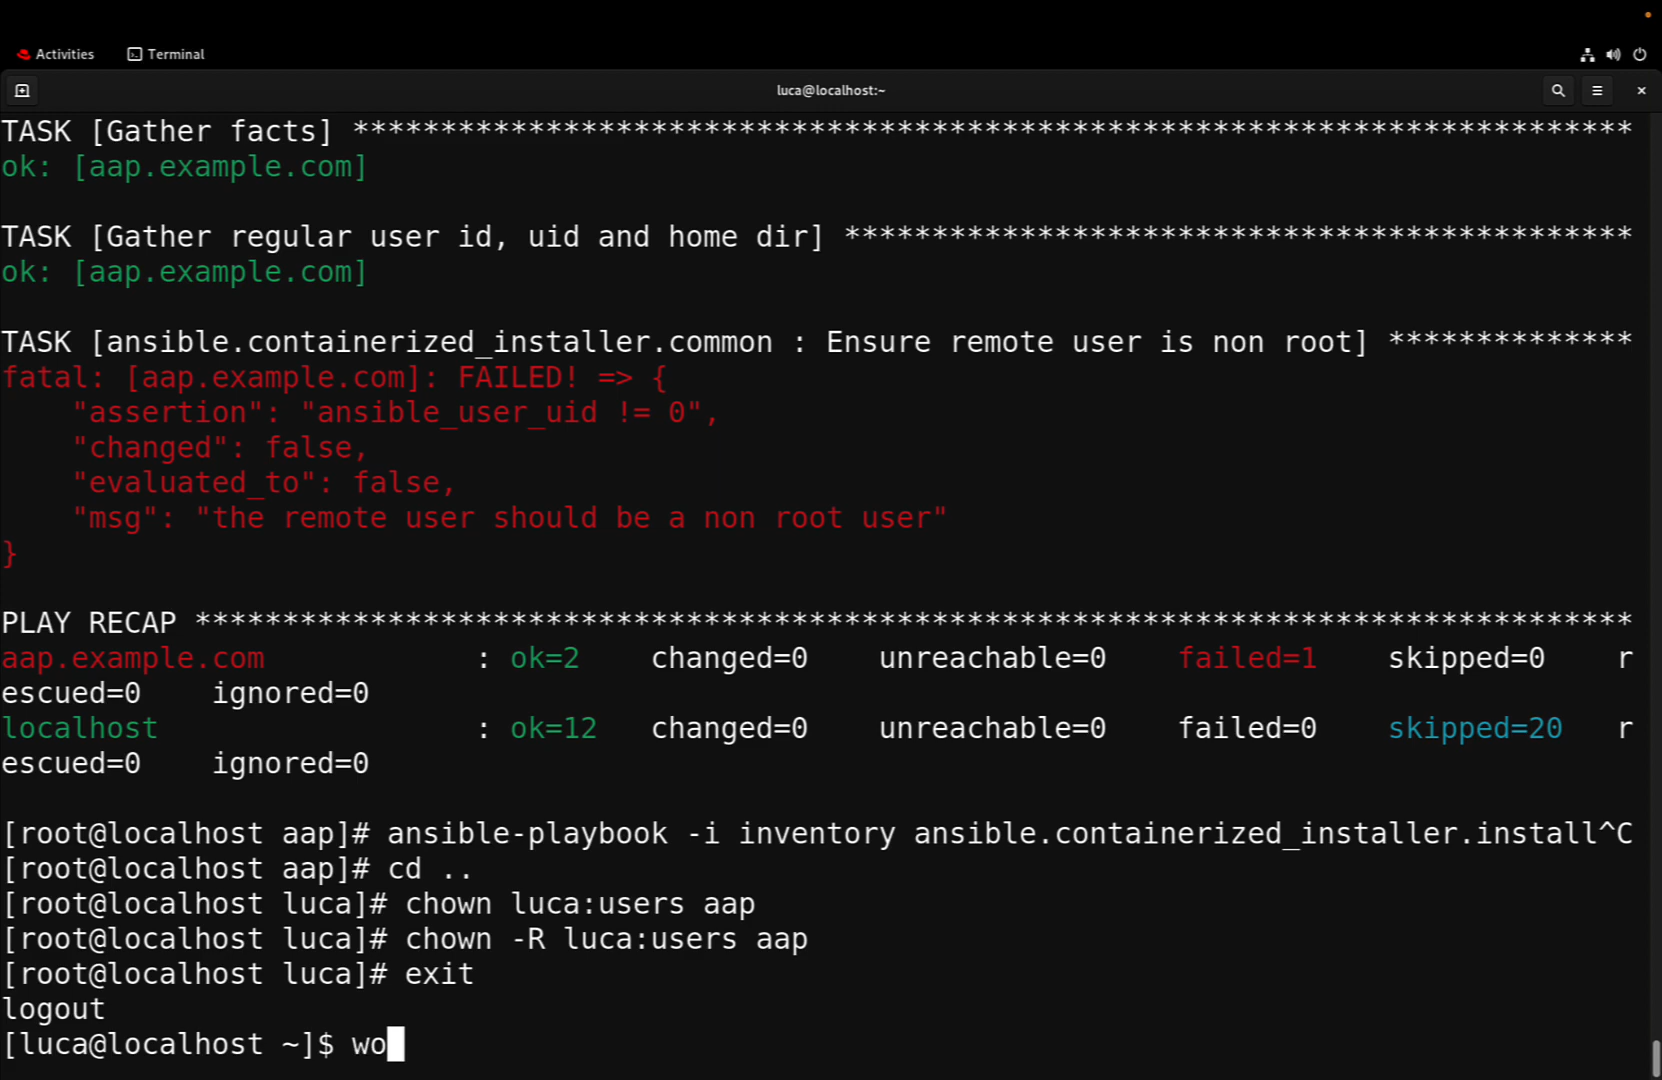 Activities Terminal
luca@localhost:~
TASK [Gather facts] *************************************************************************
ok: [aap.example.com]
TASK [Gather regular user id, uid and home dir] *********************************************
ok: [aap.example.com]
TASK [ansible.containerized_installer.common : Ensure remote user is non root] **************
fatal: [aap.example.com]: FAILED! => {
    "assertion": "ansible_user_uid != 0",
    "changed": false,
    "evaluated_to": false,
    "msg": "the remote user should be a non root user"
}
PLAY RECAP **********************************************************************************
aap.example.com            : ok=2    changed=0    unreachable=0    failed=1    skipped=0    r
escued=0    ignored=0
localhost                  : ok=12   changed=0    unreachable=0    failed=0    skipped=20   r
escued=0    ignored=0
[root@localhost aap]# ansible-playbook -i inventory ansible.containerized_installer.install^C
[root@localhost aap]# cd ..
[root@localhost luca]# chown luca:users aap
[root@localhost luca]# chown -R luca:users aap
[root@localhost luca]# exit
logout
[luca@localhost ~]$ wo